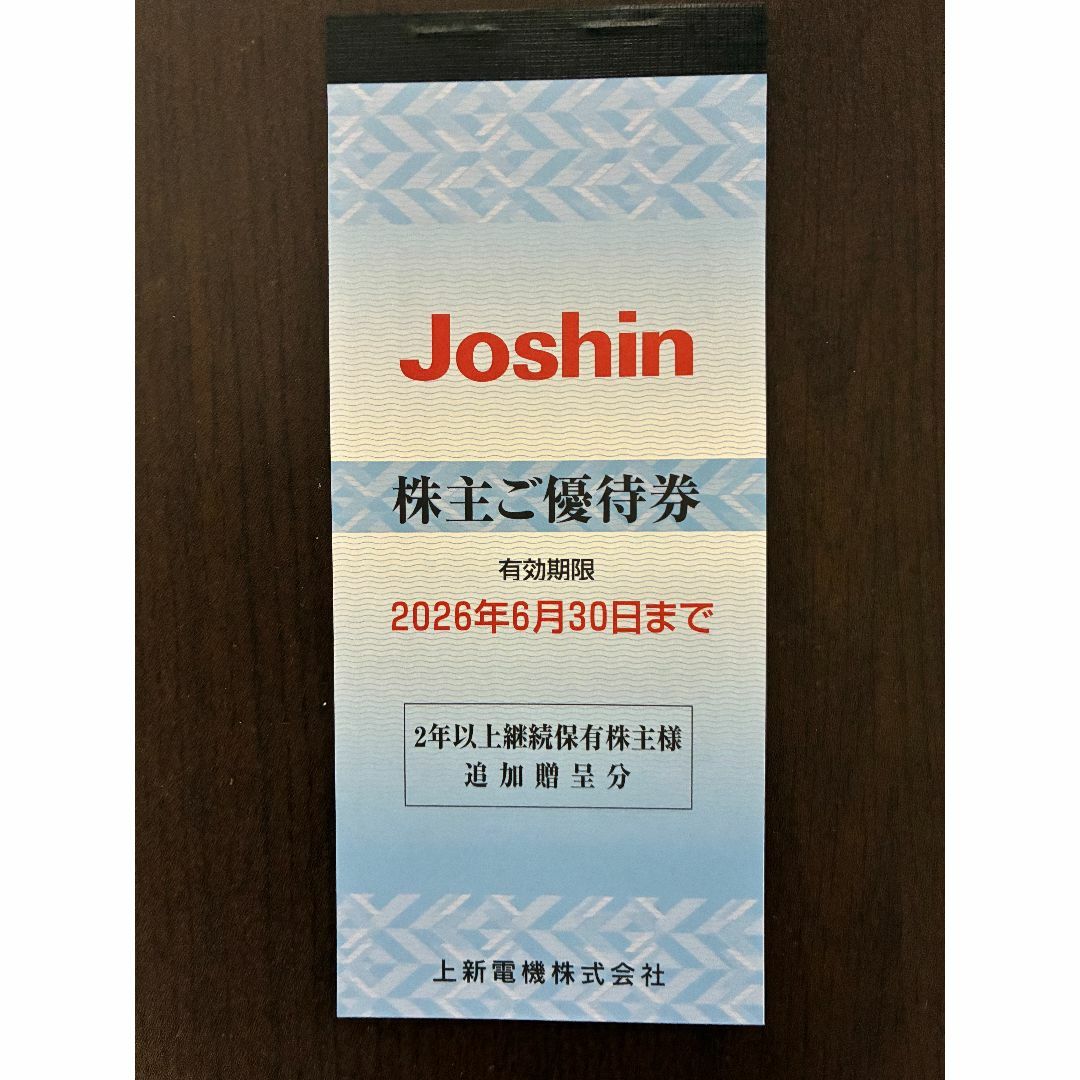 Joshin
株主ご優待券
有効期限
2026年6月30日まで
2年以上継続保有株主様
追加贈呈分
上新電機株式会社